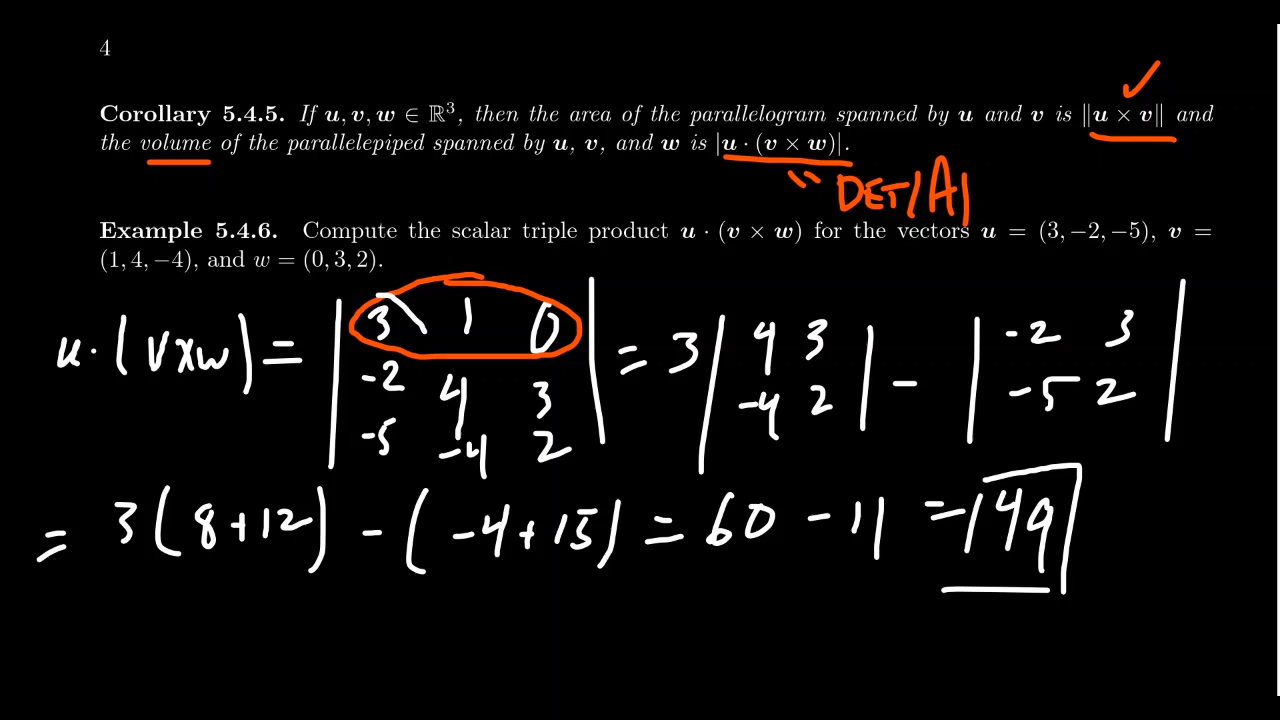 4
Corollary 5.4.5. If u, v, w ∈ ℝ³, then the area of the parallelogram spanned by u and v is ‖u × v‖ and
the volume of the parallelepiped spanned by u, v, and w is |u · (v × w)|.
" DET|A|
Example 5.4.6. Compute the scalar triple product u · (v × w) for the vectors u = (3, −2, −5), v =
(1, 4, −4), and w = (0, 3, 2).
u · (v x w) = | 3 1 0 | = 3 | 4 3 | - | -2 3 |
| -2 4 3 | | -4 2 | | -5 2 |
| -5 -4 2 |
= 3(8+12) - (-4+15) = 60 - 11 = |49|